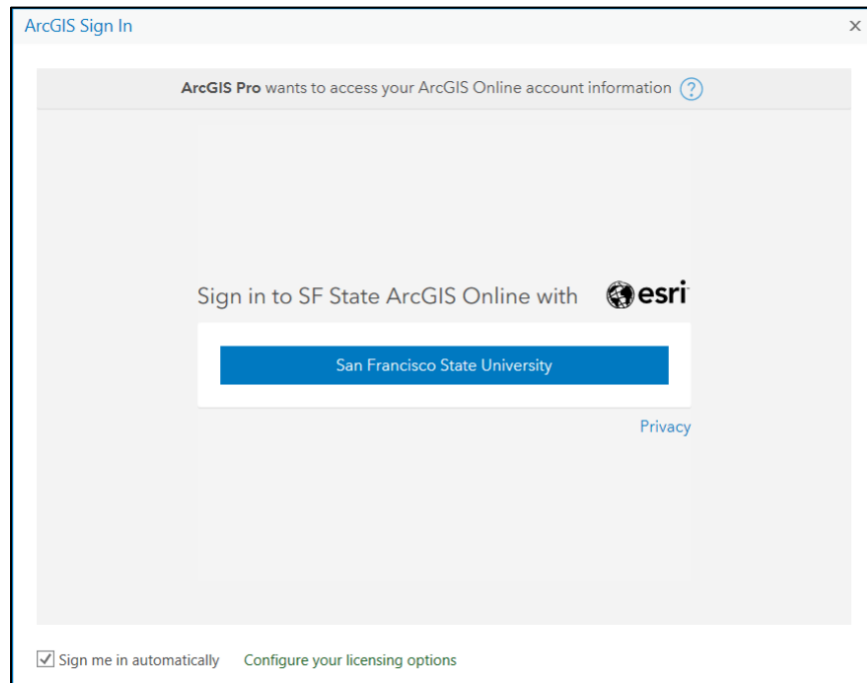 ArcGIS Sign In
ArcGIS Pro wants to access your ArcGIS Online account information ?
Sign in to SF State ArcGIS Online with esri
San Francisco State University
Privacy
Sign me in automatically Configure your licensing options